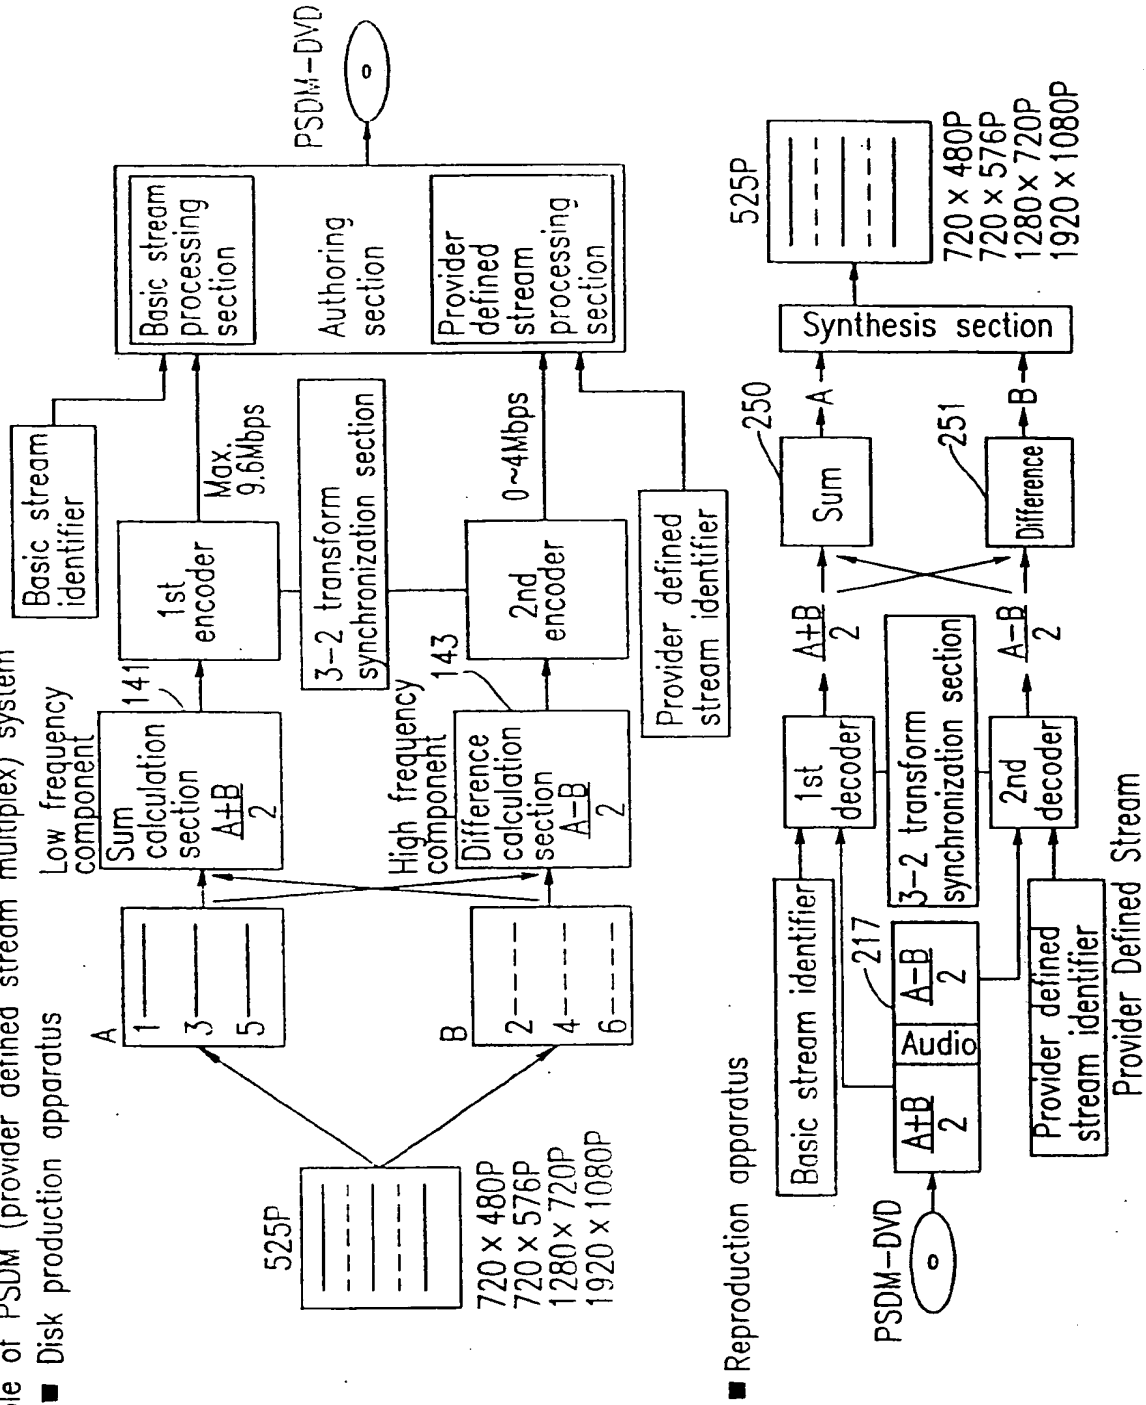 of PSDM (provider defined stream multiplex) system
■ Disk production apparatus
525P
720 × 480P
720 × 576P
1280 × 720P
1920 × 1080P
A
1
3
5
B
2
4
6
Low frequency
component
Sum
calculation
section
A+B
2
141
High frequency
component
Difference
calculation
section
A−B
2
143
1st
encoder
2nd
encoder
3−2 transform
synchronization section
Basic stream
identifier
Max.
9.6Mbps
0~4Mbps
Provider defined
stream identifier
Basic stream
processing
section
Authoring
section
Provider
defined
stream
processing
section
PSDM−DVD
■ Reproduction apparatus
PSDM−DVD
A+B
2
Audio
A−B
2
217
Basic stream identifier
Provider defined
stream identifier
Provider Defined Stream
1st
decoder
3−2 transform
synchronization section
2nd
decoder
A+B
2
A−B
2
Sum
250
Difference
251
A
B
Synthesis section
525P
720 × 480P
720 × 576P
1280 × 720P
1920 × 1080P